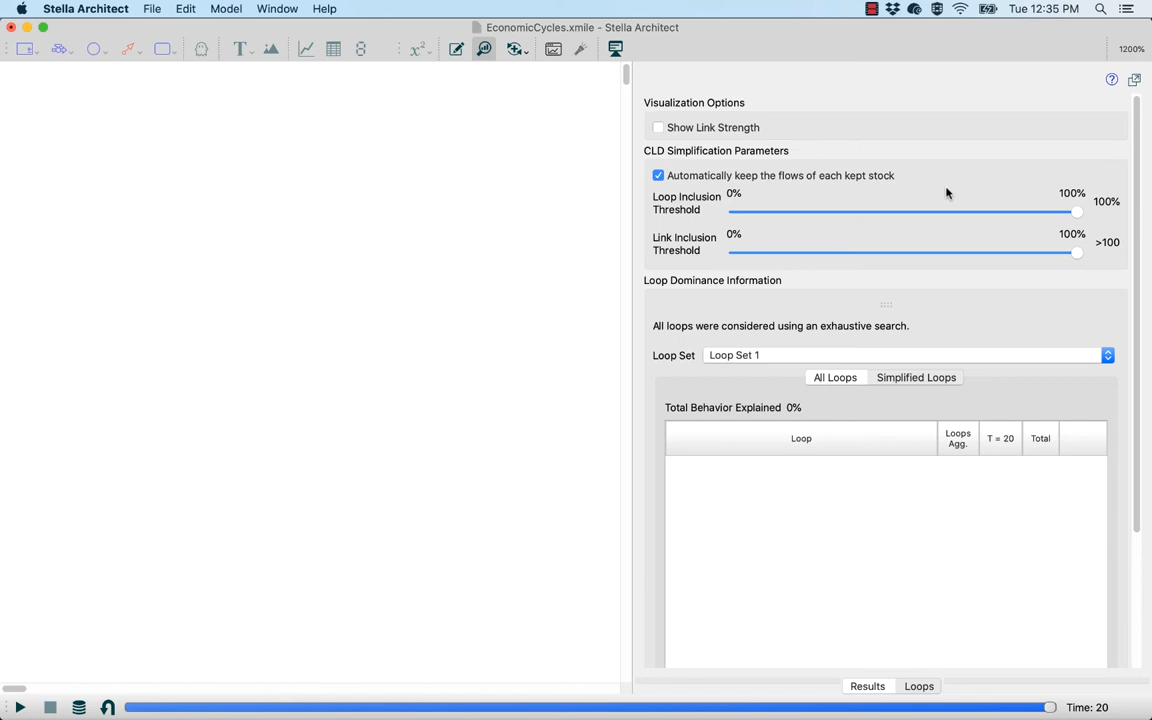 Stella Architect File Edit Model Window Help Tue 12:35 PM
EconomicCycles.xmile - Stella Architect
T x² 1200%
?
Visualization Options
Show Link Strength
CLD Simplification Parameters
Automatically keep the flows of each kept stock
Loop Inclusion Threshold 0% 100% 100%
Link Inclusion Threshold 0% 100% >100
Loop Dominance Information
All loops were considered using an exhaustive search.
Loop Set Loop Set 1
All Loops Simplified Loops
Total Behavior Explained 0%
Loop Loops Agg. T = 20 Total
Results Loops
Time: 20